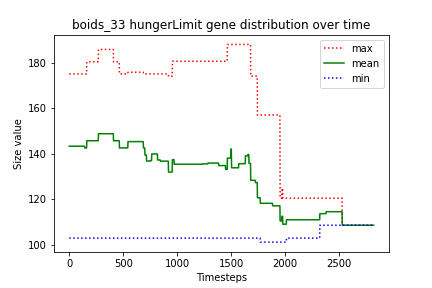 boids_33 hungerLimit gene distribution over time
max
mean
min
Size value
180
160
140
120
100
0 500 1000 1500 2000 2500
Timesteps